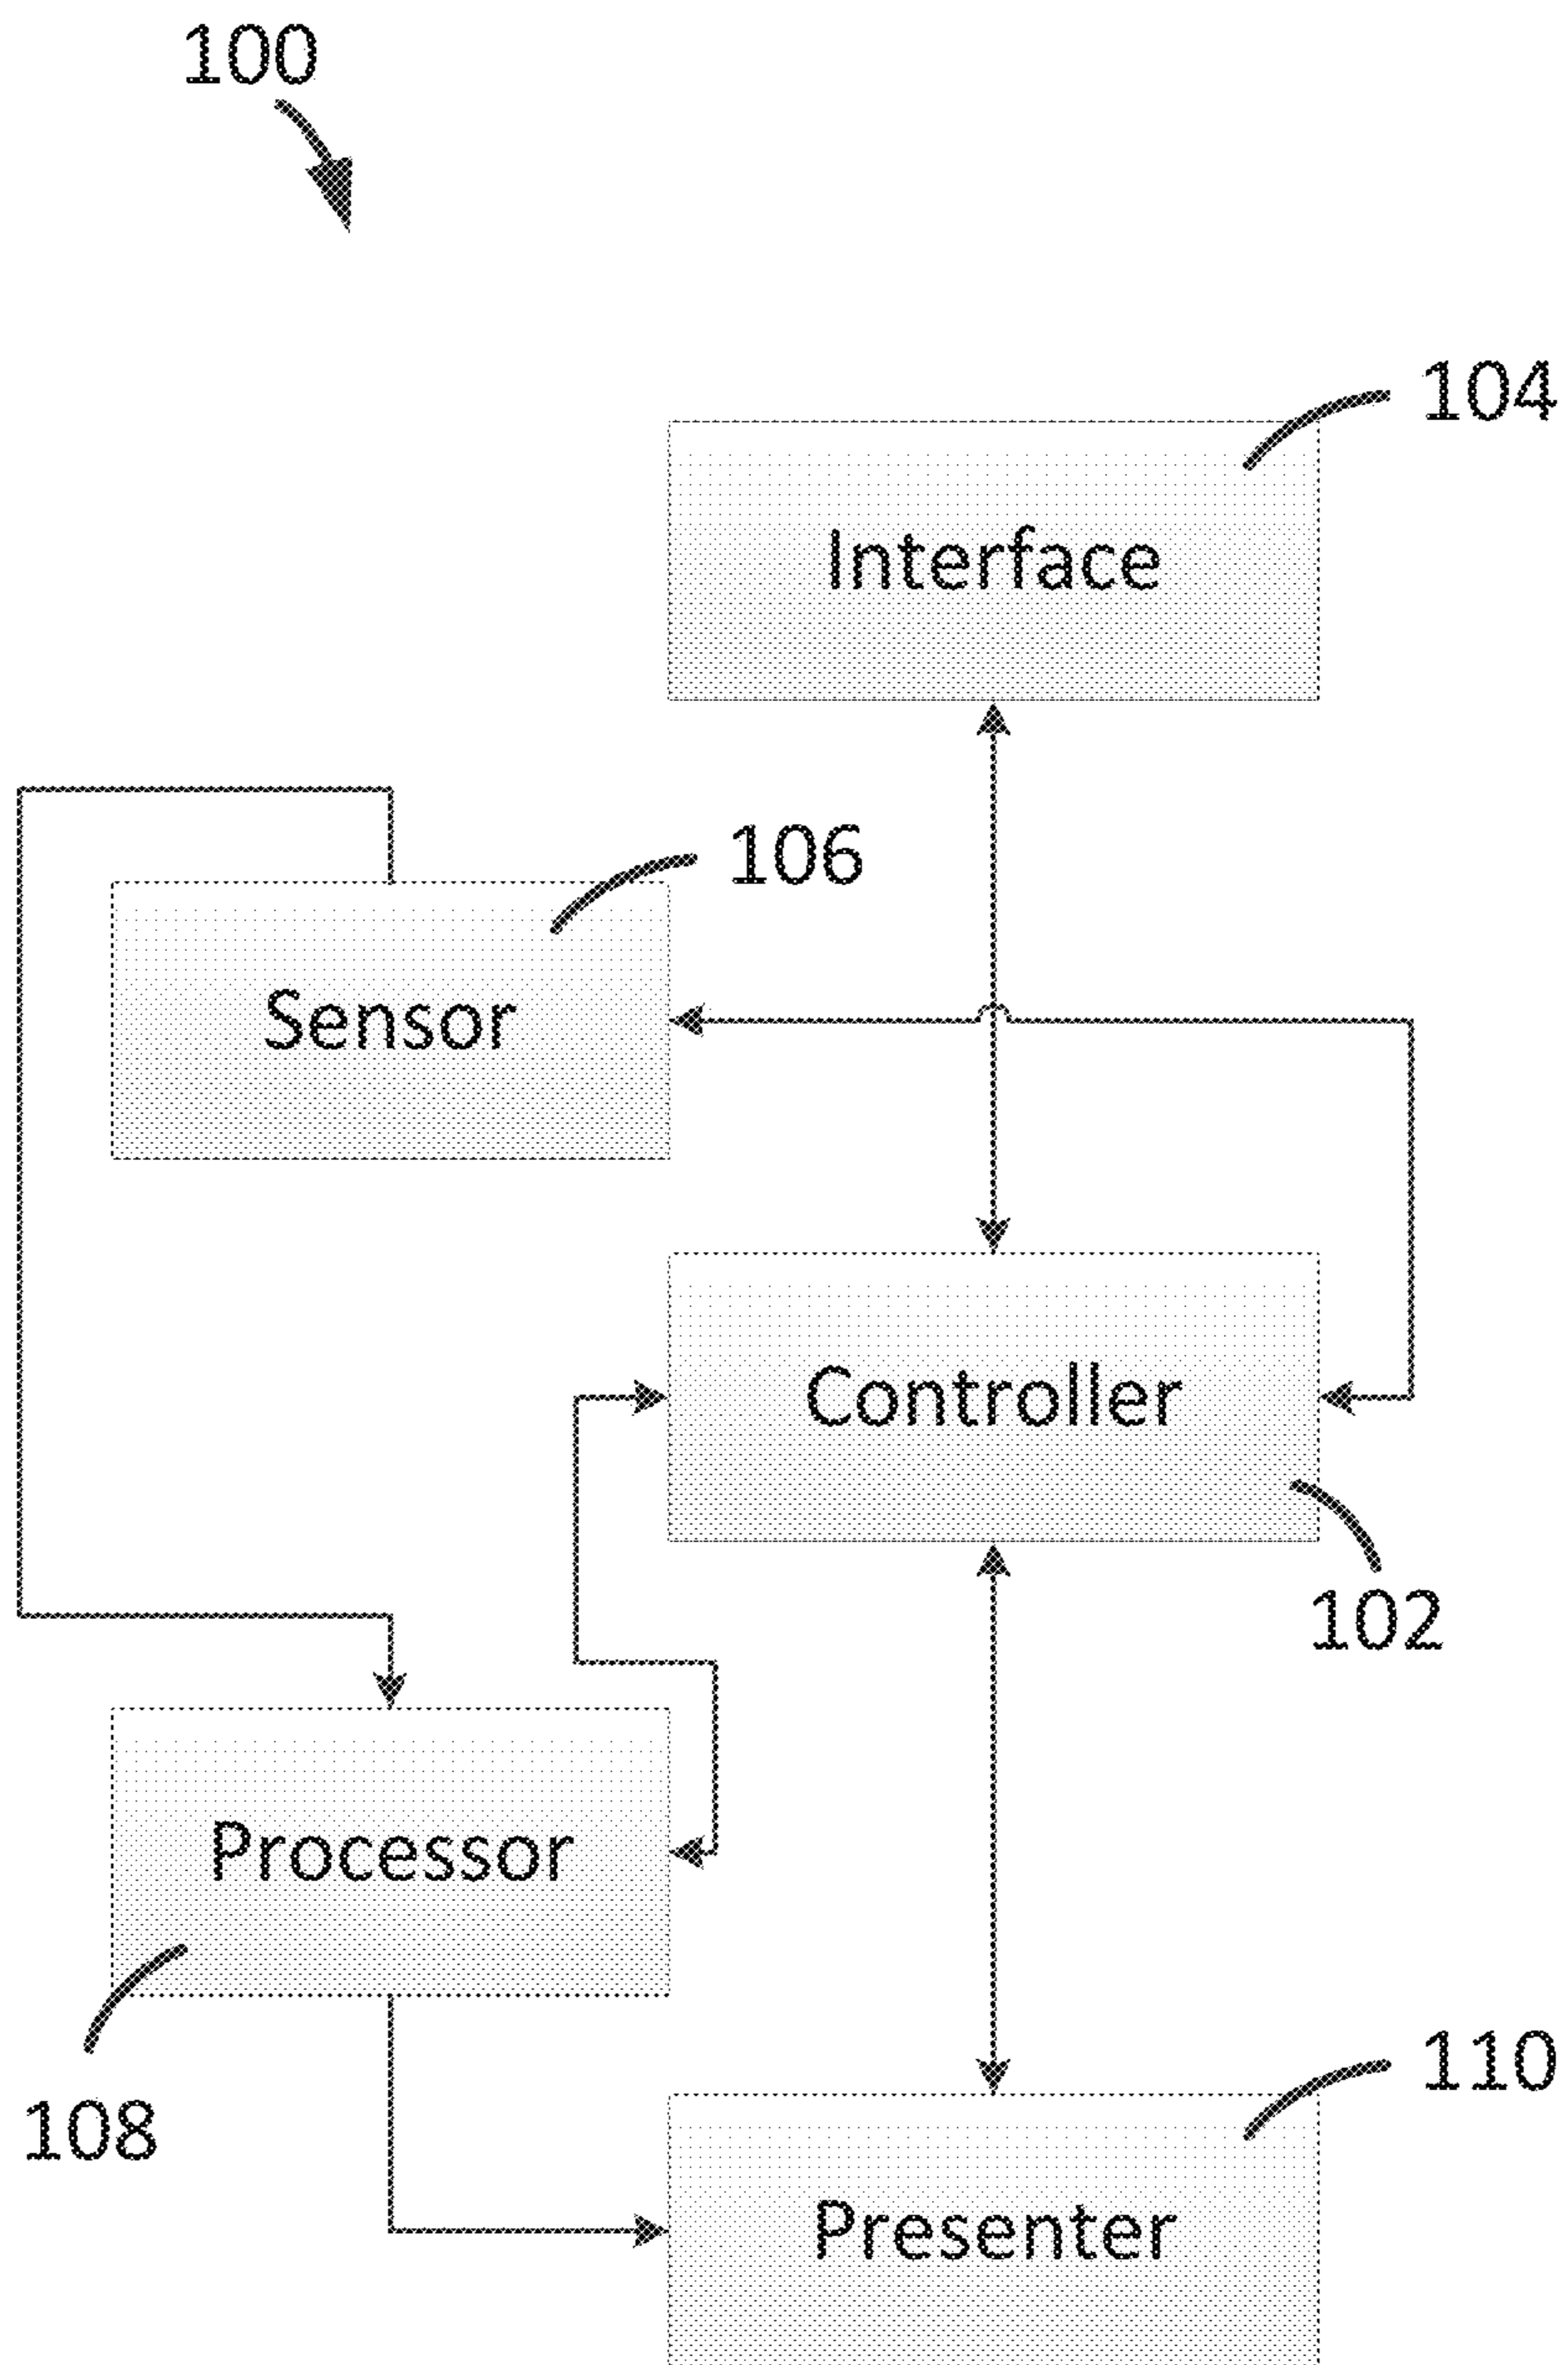 100
104
Interface
106
Sensor
Controller
102
Processor
108
110
Presenter